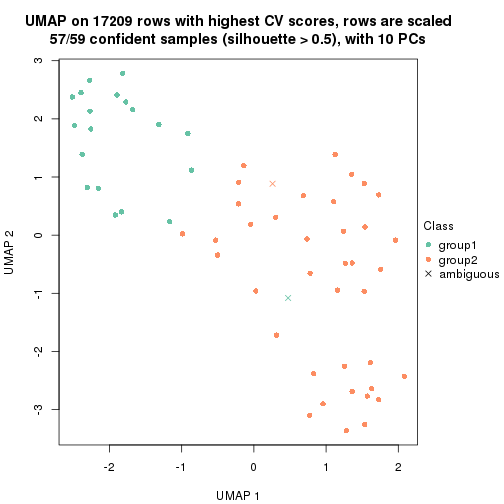 UMAP on 17209 rows with highest CV scores, rows are scaled
57/59 confident samples (silhouette > 0.5), with 10 PCs
3
2
1
0
-1
-2
-3
UMAP 2
-2
-1
0
1
2
UMAP 1
Class
group1
group2
ambiguous